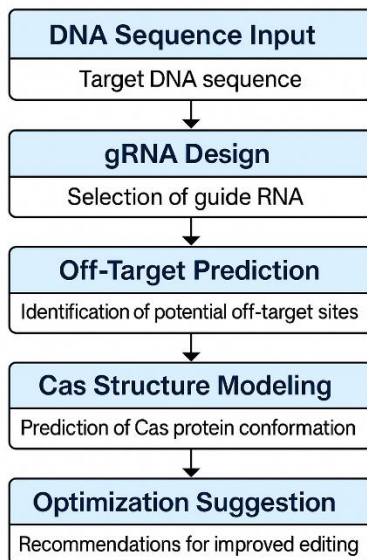 DNA Sequence Input
Target DNA sequence
gRNA Design
Selection of guide RNA
Off-Target Prediction
Identification of potential off-target sites
Cas Structure Modeling
Prediction of Cas protein conformation
Optimization Suggestion
Recommendations for improved editing